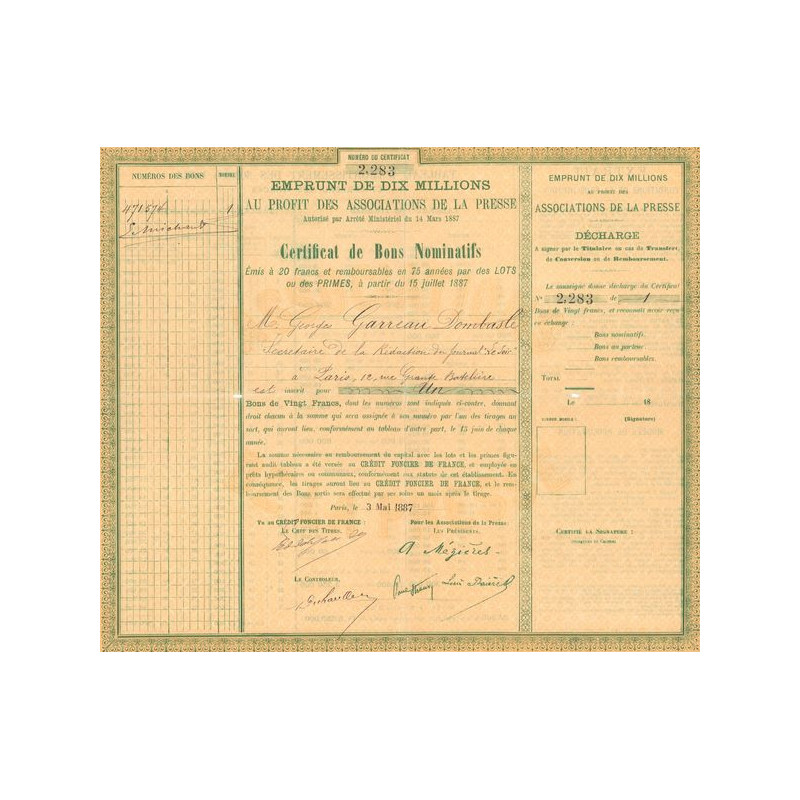 NUMÉROS DES BONS
NOMBRE
471574
1
NUMÉRO DU CERTIFICAT
2,283
EMPRUNT DE DIX MILLIONS
AU PROFIT DES ASSOCIATIONS DE LA PRESSE
Autorisé par Arrêté Ministériel du 14 Mars 1887
Certificat de Bons Nominatifs
Émis à 20 francs et remboursables en 75 années par des LOTS
ou des PRIMES, à partir du 15 juillet 1887
M. Georges Garreau Dombasle
Secrétaire de la Rédaction du journal Le Soir
à Paris, 12, rue Grange Batelière
est inscrit pour Un
Bons de Vingt Francs, dont les numéros sont indiqués ci-contre, donnant
droit chacun à la somme qui sera assignée à son numéro par l'un des tirages au
sort, qui auront lieu, conformément au tableau d'autre part, le 15 juin de chaque
année.
La somme nécessaire au remboursement du capital avec les lots et les primes figu-
rant audit tableau a été versée au CRÉDIT FONCIER DE FRANCE, et employée en
prêts hypothécaires ou communaux, conformément aux statuts de cet établissement. En
conséquence, les tirages auront lieu au CRÉDIT FONCIER DE FRANCE, et le rem-
boursement des Bons sortis sera effectué par ses soins un mois après le tirage.
Paris, le 3 Mai 1887
Vu au CRÉDIT FONCIER DE FRANCE :
LE CHEF DES TITRES,
Pour les Associations de la Presse
LES PRÉSIDENTS,
A Mézières
LE CONTROLEUR,
EMPRUNT DE DIX MILLIONS
AU PROFIT DES
ASSOCIATIONS DE LA PRESSE
DÉCHARGE
A signer par le Titulaire en cas de Transfert,
de Conversion ou de Remboursement.
Le soussigné donne décharge du Certificat
N° 2,283 de 1
Bons de Vingt francs, et reconnaît avoir reçu
en échange :
Bons nominatifs.
Bons au porteur.
Bons remboursables.
TOTAL
Le 18
(Signature)
CERTIFIÉ LA SIGNATURE :